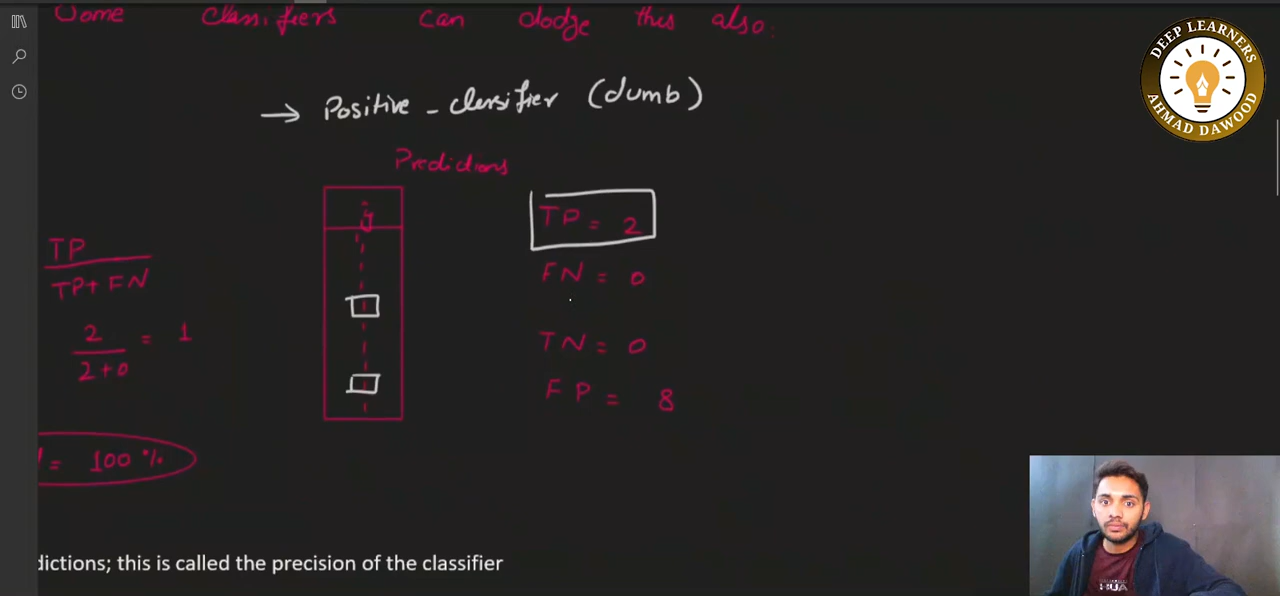 Some classifiers can dodge this also.
→ Positive - classifier (dumb)
Predictions
ŷ
TP = 2
FN = 0
TN = 0
FP = 8
TP
TP + FN
2
2+0
= 1
= 100 %
dictions; this is called the precision of the classifier
DEEP LEARNERS
AHMAD DAWOOD
HUA